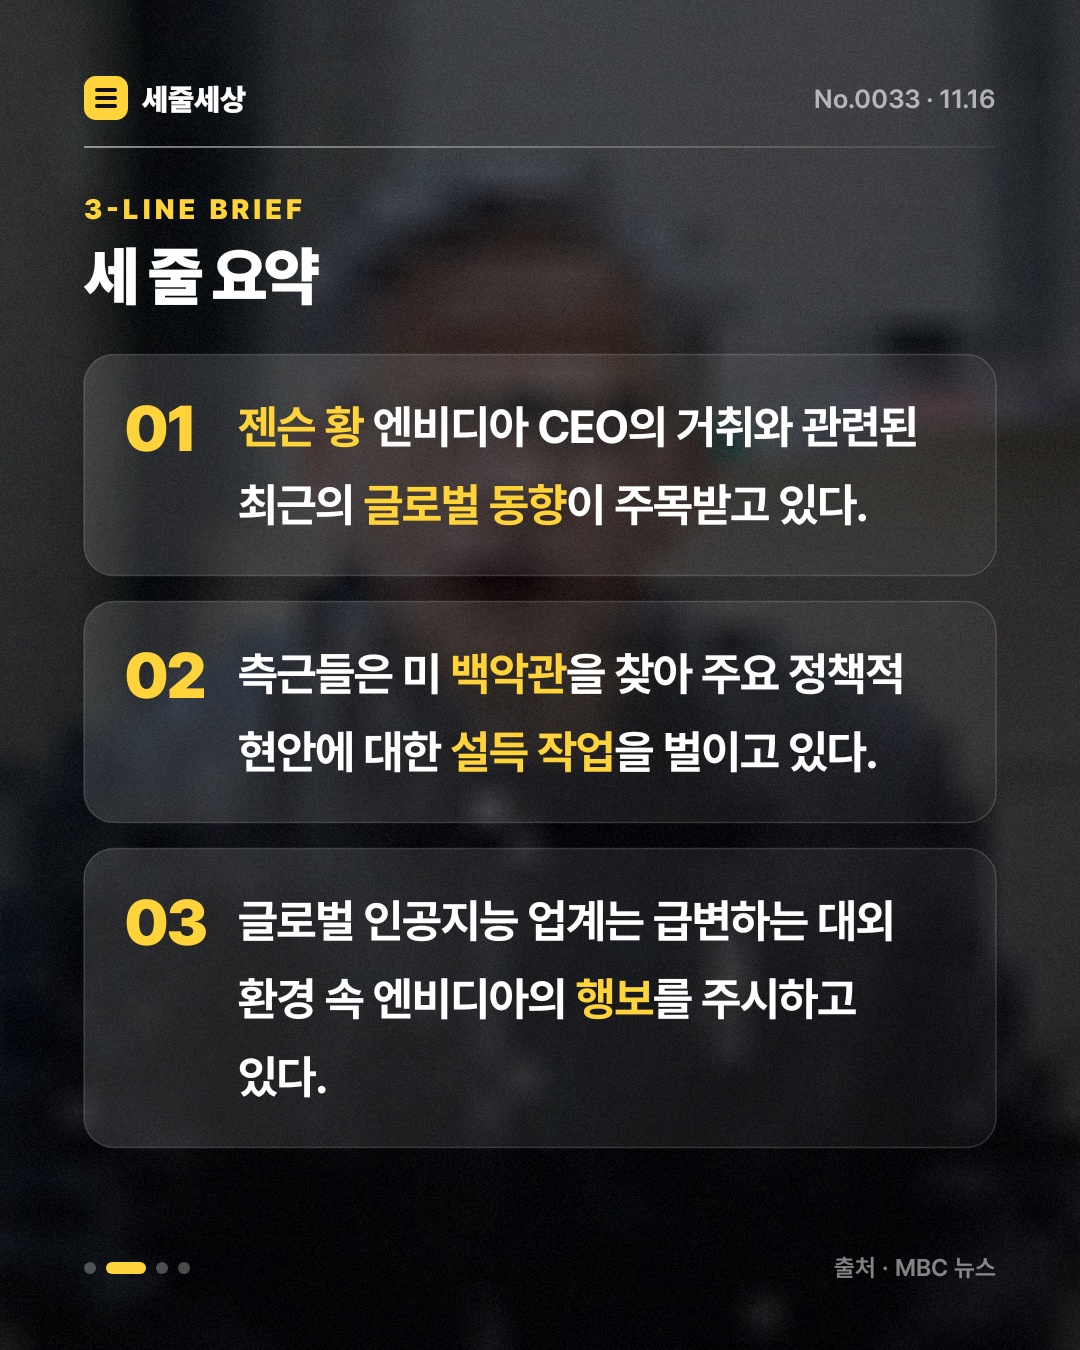 세줄세상
No.0033 · 11.16
3-LINE BRIEF
세 줄 요약
01
젠슨 황 엔비디아 CEO의 거취와 관련된
최근의 글로벌 동향이 주목받고 있다.
02
측근들은 미 백악관을 찾아 주요 정책적
현안에 대한 설득 작업을 벌이고 있다.
03
글로벌 인공지능 업계는 급변하는 대외
환경 속 엔비디아의 행보를 주시하고
있다.
출처 · MBC 뉴스